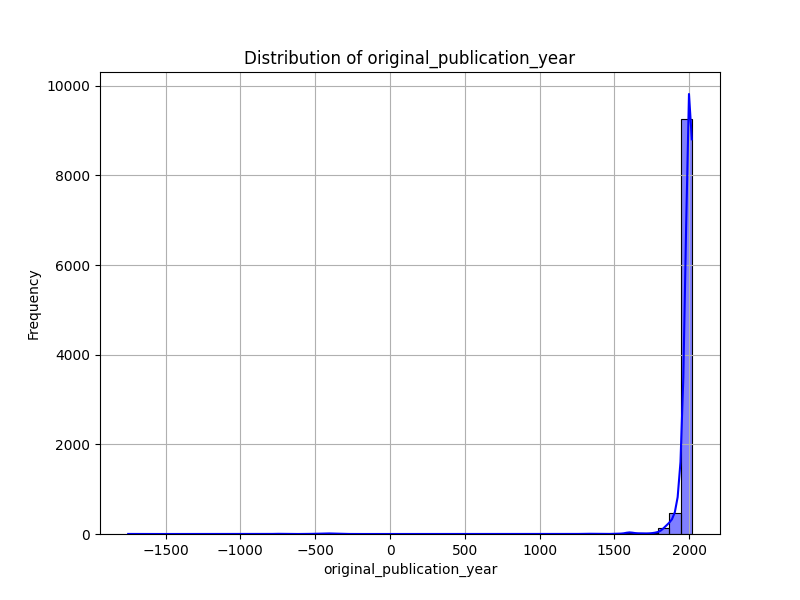 Distribution of original_publication_year
10000
8000
6000
4000
2000
0
Frequency
−1500 −1000 −500 0 500 1000 1500 2000
original_publication_year